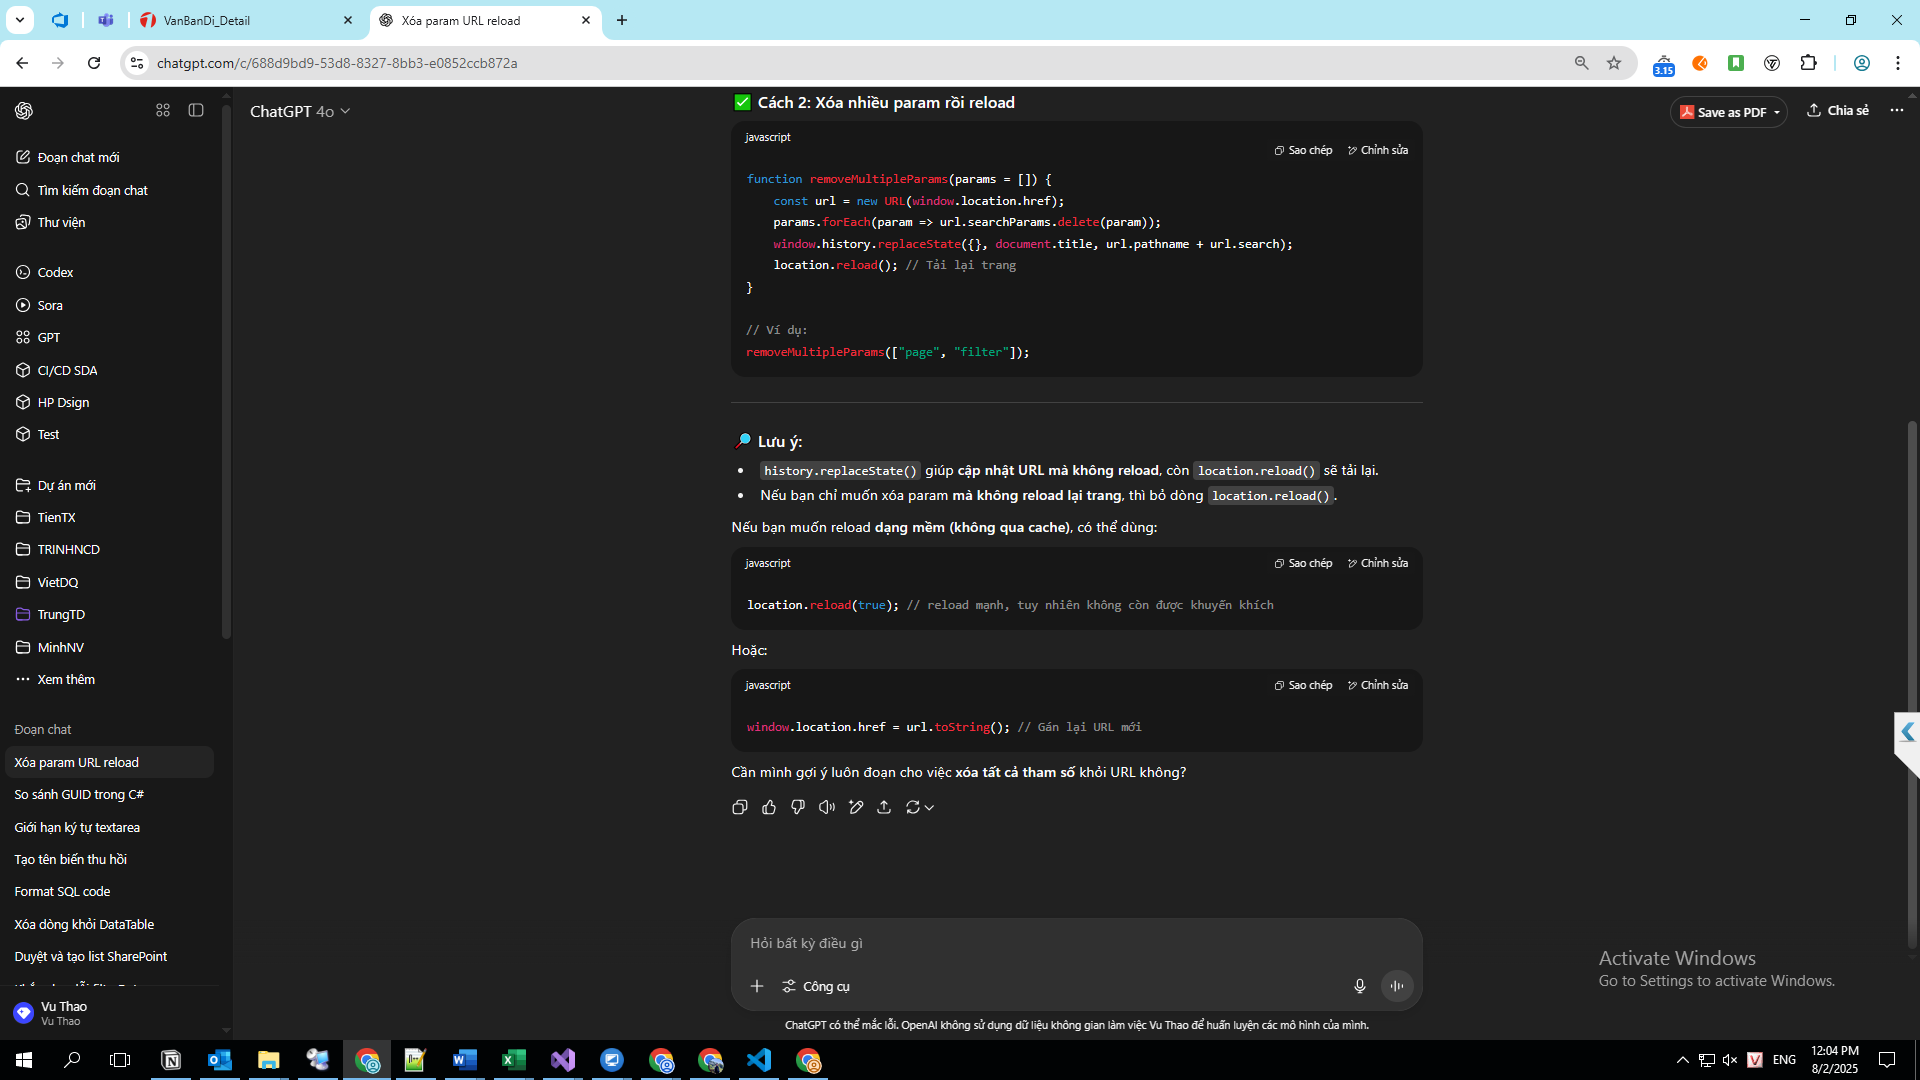 VanBanDi_Detail
Xóa param URL reload
chatgpt.com/c/688d9bd9-53d8-8327-8bb3-e0852ccb872a
3.15
ChatGPT 4o
Save as PDF
Chia sẻ
Đoạn chat mới
Tìm kiếm đoạn chat
Thư viện
Codex
Sora
GPT
CI/CD SDA
HP Dsign
Test
Dự án mới
TienTX
TRINHNCD
VietDQ
TrungTD
MinhNV
Xem thêm
Đoạn chat
Xóa param URL reload
So sánh GUID trong C#
Giới hạn ký tự textarea
Tạo tên biến thu hồi
Format SQL code
Xóa dòng khỏi DataTable
Duyệt và tạo list SharePoint
Vu Thao
Vu Thao
✅ Cách 2: Xóa nhiều param rồi reload
javascript
Sao chép
Chỉnh sửa
function removeMultipleParams(params = []) {
const url = new URL(window.location.href);
params.forEach(param => url.searchParams.delete(param));
window.history.replaceState({}, document.title, url.pathname + url.search);
location.reload(); // Tải lại trang
}
// Ví dụ:
removeMultipleParams(["page", "filter"]);
🔎 Lưu ý:
• history.replaceState() giúp cập nhật URL mà không reload, còn location.reload() sẽ tải lại.
• Nếu bạn chỉ muốn xóa param mà không reload lại trang, thì bỏ dòng location.reload().
Nếu bạn muốn reload dạng mềm (không qua cache), có thể dùng:
javascript
Sao chép
Chỉnh sửa
location.reload(true); // reload mạnh, tuy nhiên không còn được khuyến khích
Hoặc:
javascript
Sao chép
Chỉnh sửa
window.location.href = url.toString(); // Gán lại URL mới
Cần mình gợi ý luôn đoạn cho việc xóa tất cả tham số khỏi URL không?
Hỏi bất kỳ điều gì
Công cụ
ChatGPT có thể mắc lỗi. OpenAI không sử dụng dữ liệu không gian làm việc Vu Thao để huấn luyện các mô hình của mình.
Activate Windows
Go to Settings to activate Windows.
ENG
12:04 PM
8/2/2025